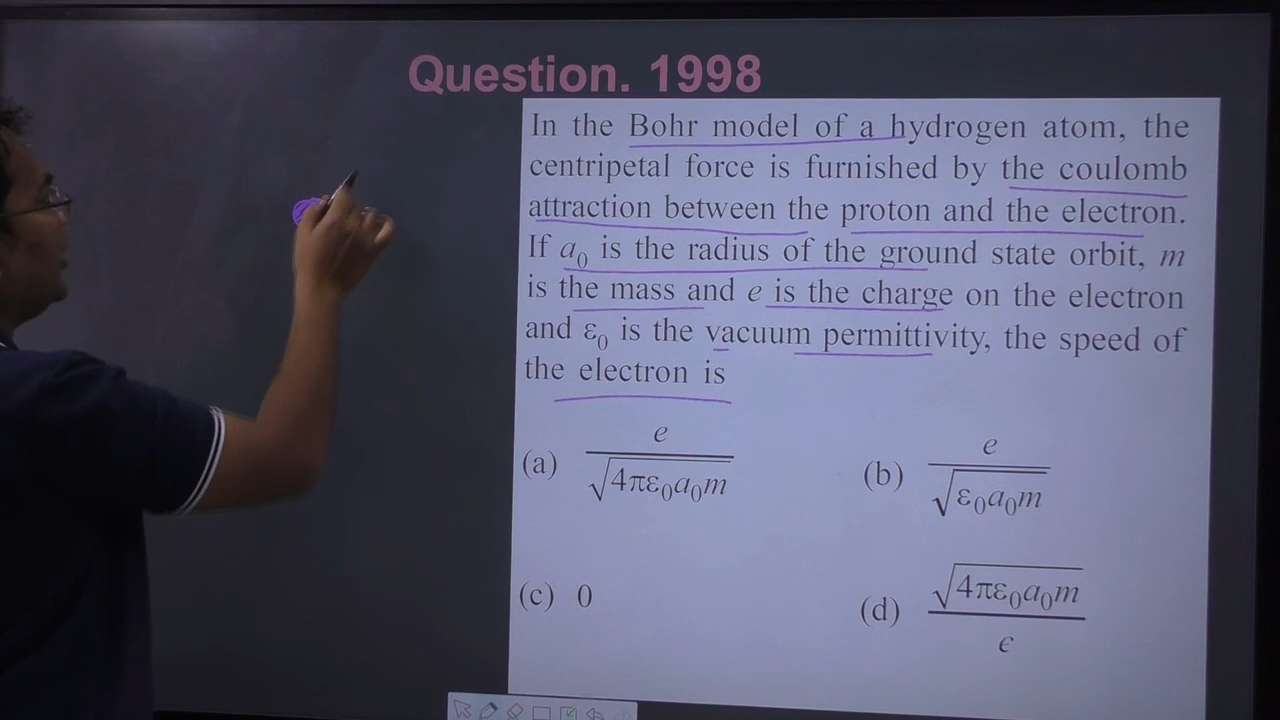 Question. 1998
In the Bohr model of a hydrogen atom, the
centripetal force is furnished by the coulomb
attraction between the proton and the electron.
If a₀ is the radius of the ground state orbit, m
is the mass and e is the charge on the electron
and ε₀ is the vacuum permittivity, the speed of
the electron is
(a) e/√(4πε₀a₀m) (b) e/√(ε₀a₀m)
(c) 0 (d) √(4πε₀a₀m)/e